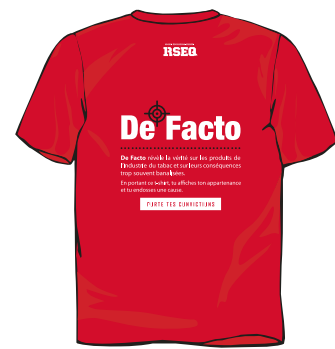 RSEQ
De Facto
De Facto révèle la vérité sur les produits de
l'industrie du tabac et sur leurs conséquences
trop souvent banalisées.
En portant ce t-shirt, tu affiches ton appartenance
et tu endosses une cause.
PORTE TES CONVICTIONS